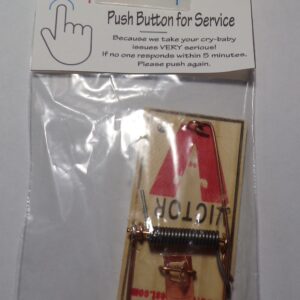 Push Button for Service
Because we take your cry-baby
issues VERY serious!
If no one responds within 5 minutes.
Please push again.
VICTOR